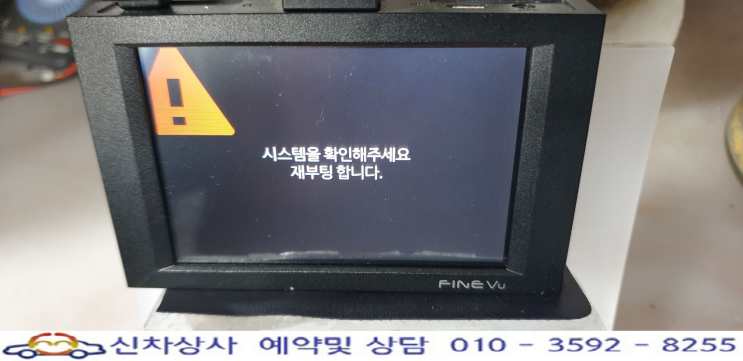 시스템을 확인해주세요
재부팅 합니다.
FINEVu
신차상사 예약및 상담 010 - 3592 - 8255